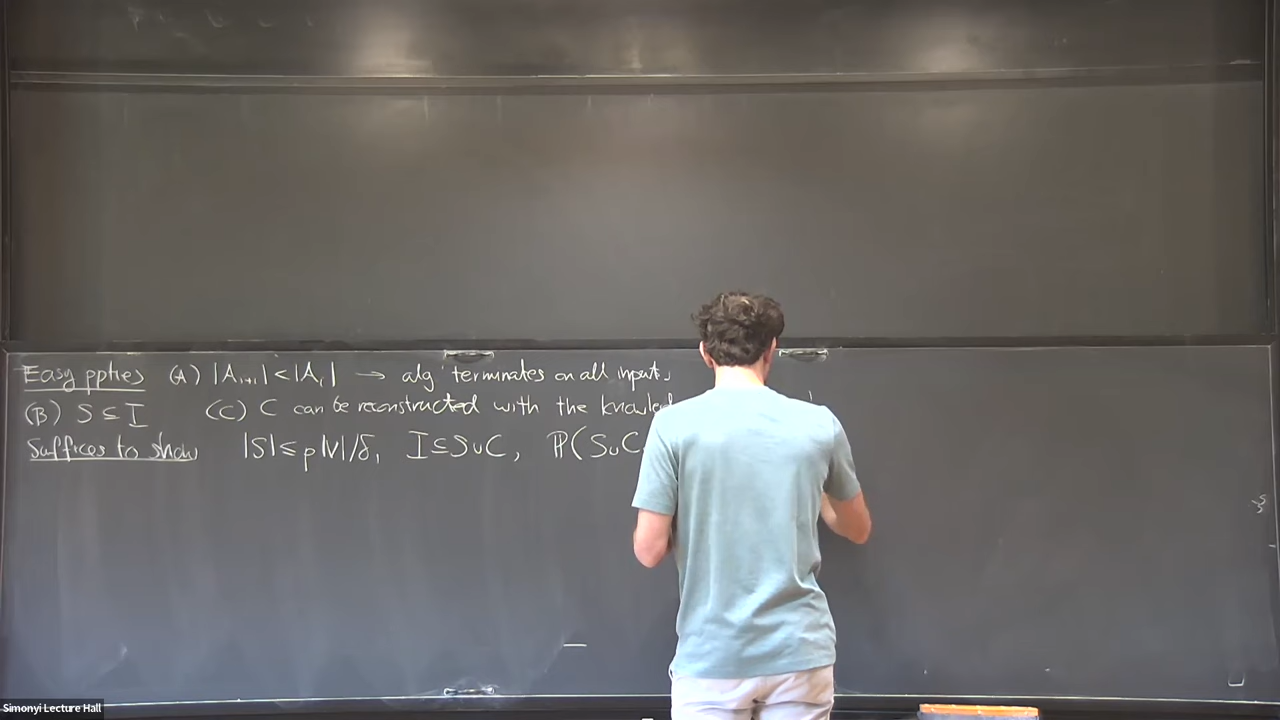 Easy ppties (A) |A_{i+1}| < |A_i| → alg terminates on all inputs
(B) S ⊆ I (C) C can be reconstructed with the
Suffices to show |S| ≤ p|V|/δ, I ⊆ S∪C, ℙ(S∪C
Simonyi Lecture Hall